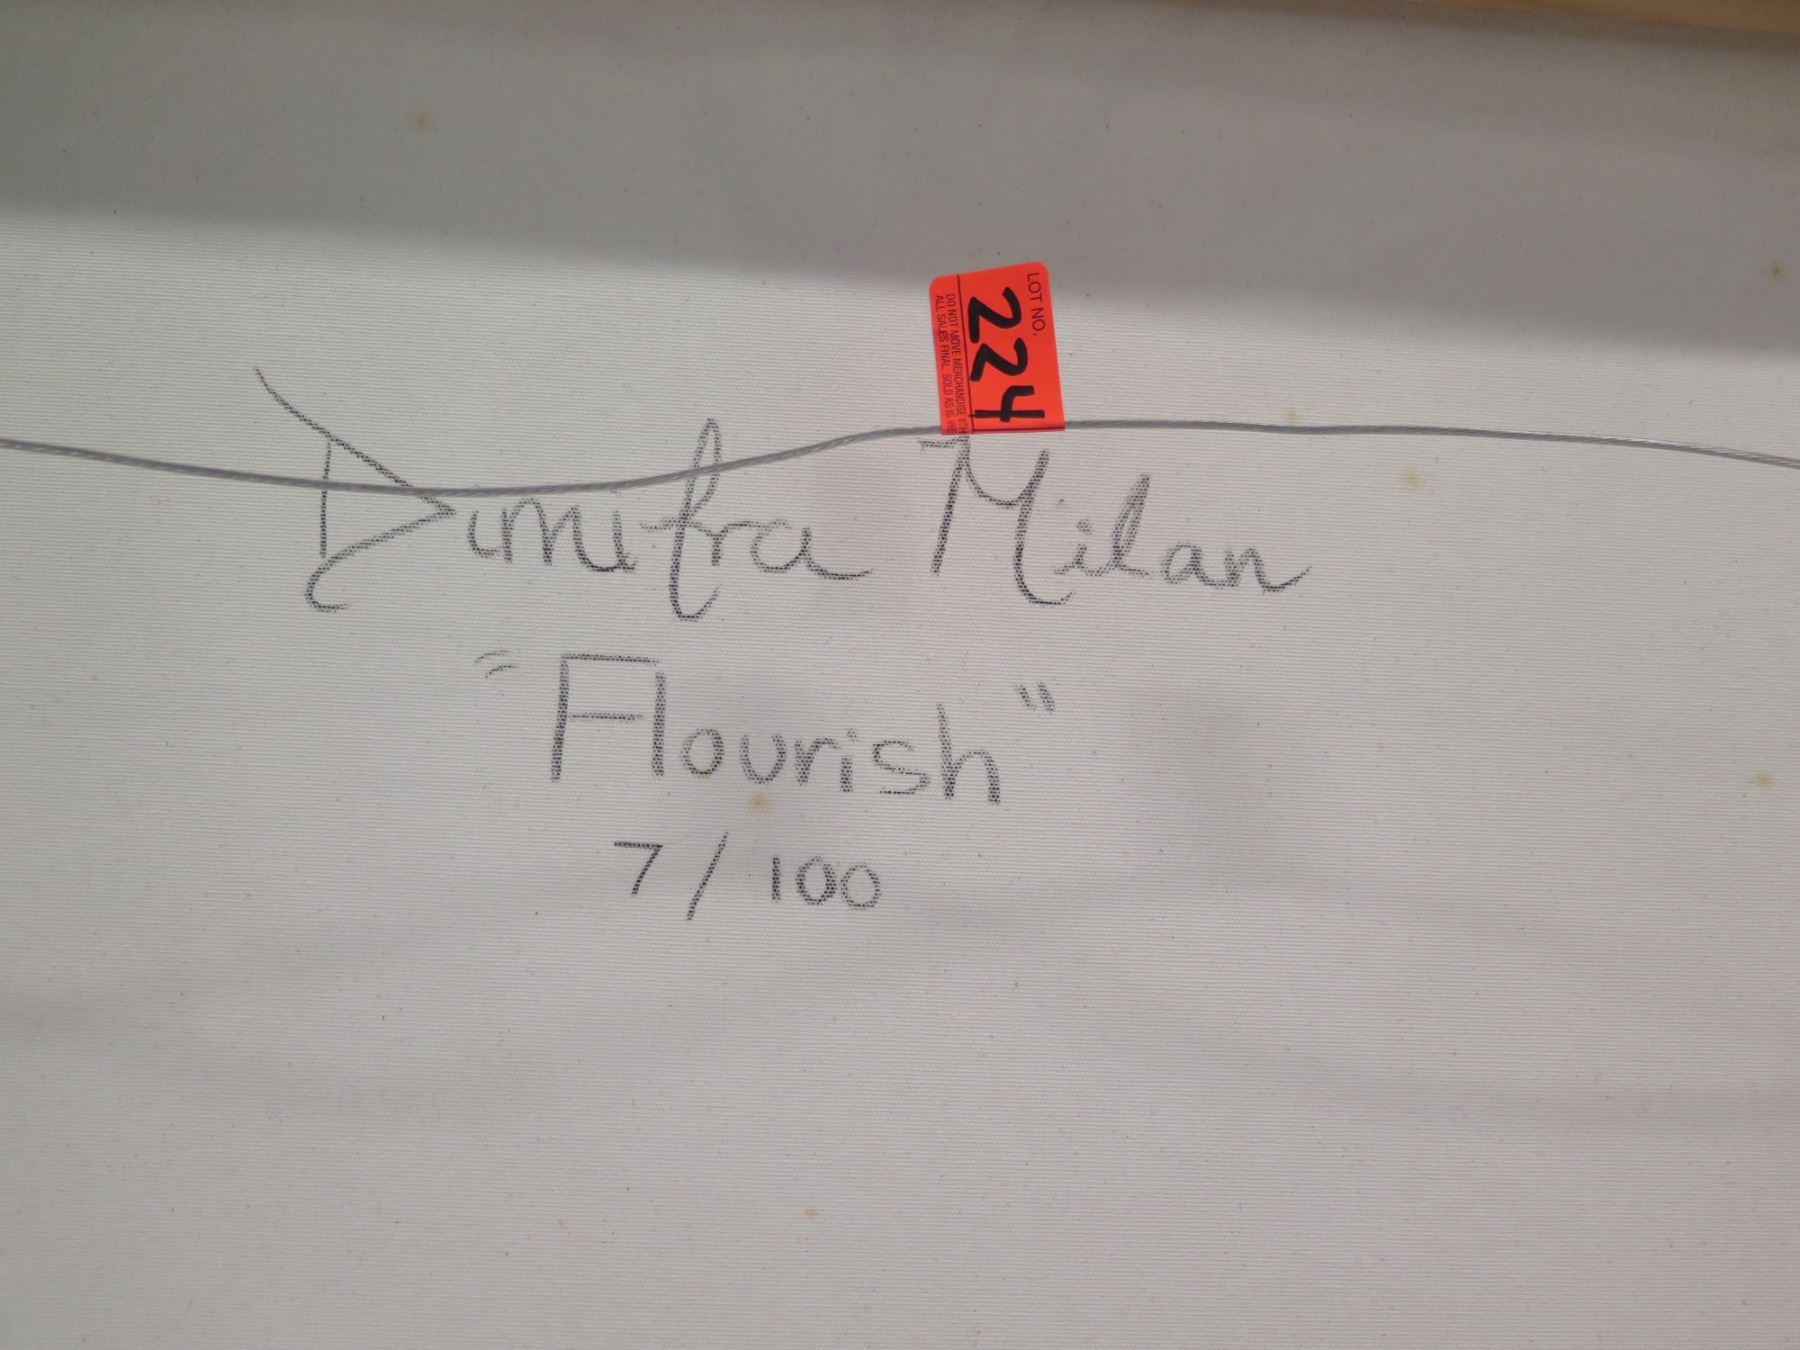 LOT NO.
224
DO NOT MOVE MERCHANDISE
ALL SALES FINAL SOLD AS IS
Dimitra Milan
"Flourish"
7/100